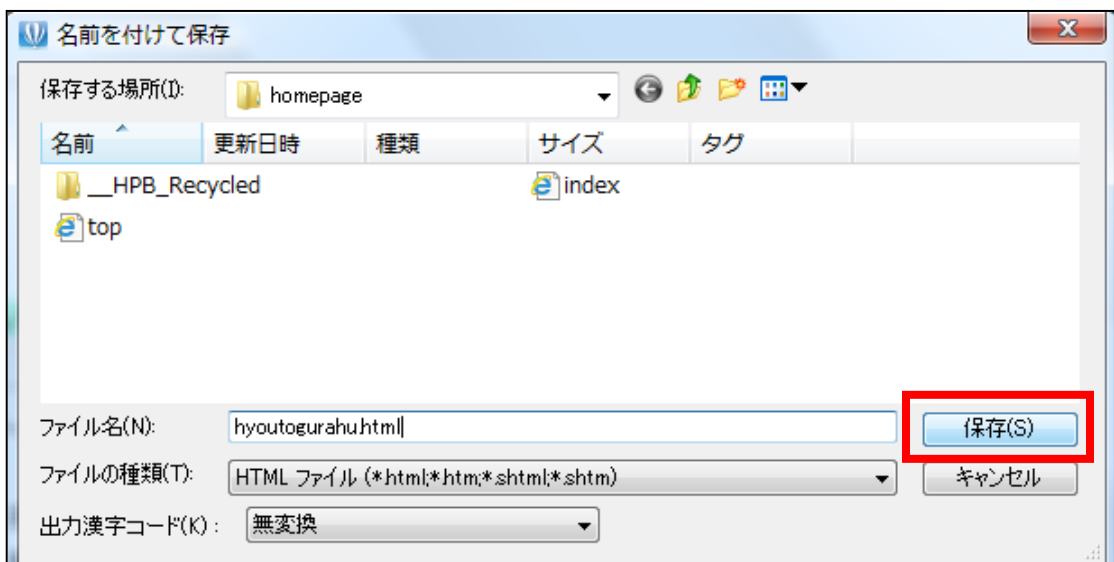 名前を付けて保存
保存する場所(I):
homepage
名前 更新日時 種類 サイズ タグ
__HPB_Recycled index
top
ファイル名(N): hyoutogurahu.html 保存(S)
ファイルの種類(T): HTML ファイル (*.html;*.htm;*.shtml;*.shtm) キャンセル
出力漢字コード(K) : 無変換